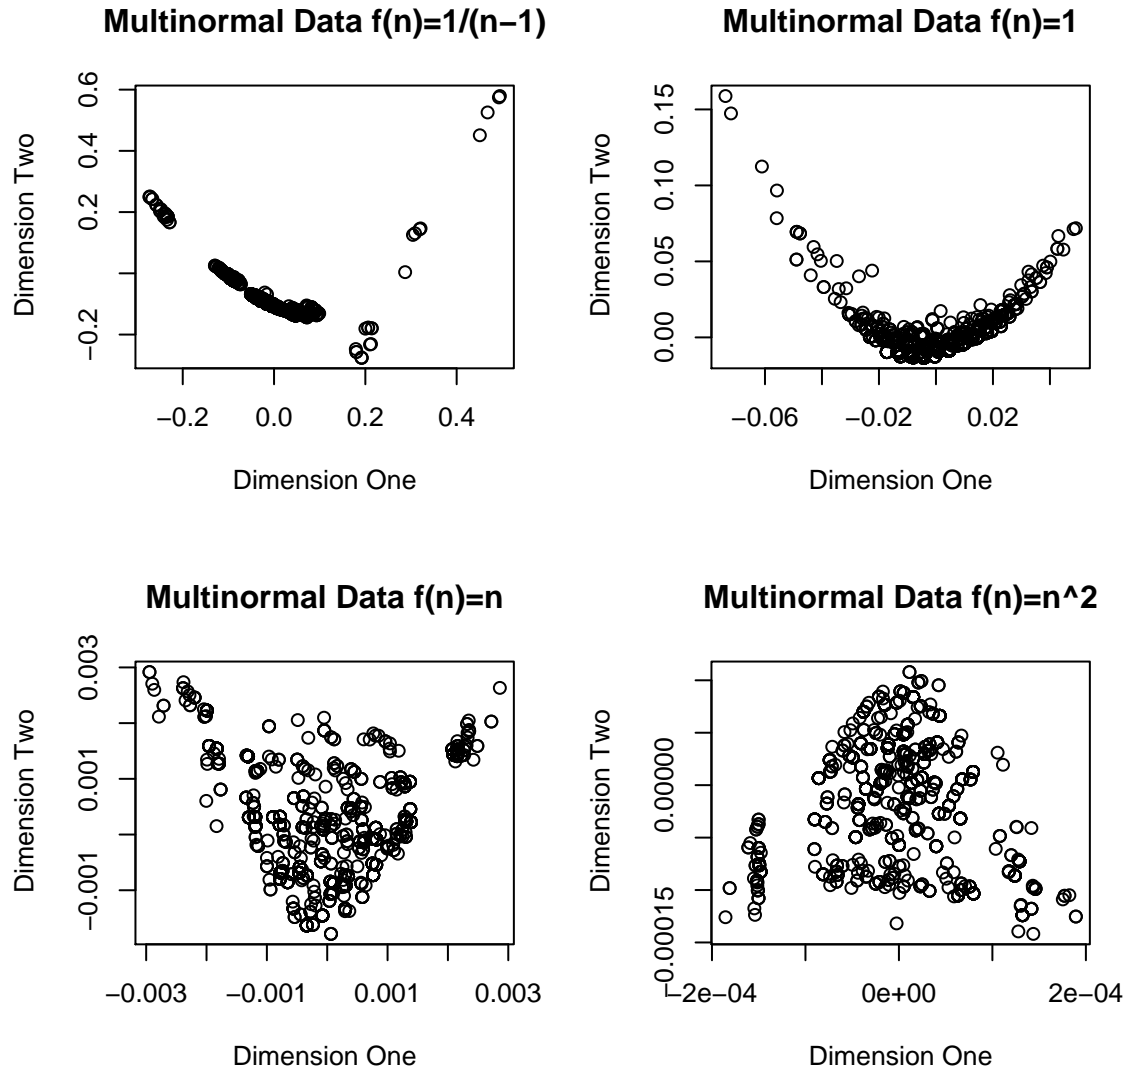 Multinormal Data f(n)=1/(n−1)
Dimension Two
0.6
0.4
0.2
−0.2
−0.2 0.0 0.2 0.4
Dimension One
Multinormal Data f(n)=1
Dimension Two
0.15
0.10
0.05
0.00
−0.06 −0.02 0.02
Dimension One
Multinormal Data f(n)=n
Dimension Two
0.003
0.001
−0.001
−0.003 −0.001 0.001 0.003
Dimension One
Multinormal Data f(n)=n^2
Dimension Two
0.00000
−0.00015
−2e−04 0e+00 2e−04
Dimension One